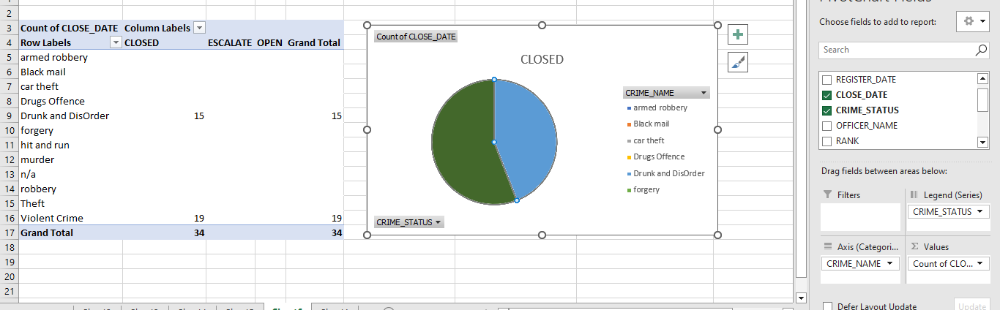 1
2
3 Count of CLOSE_DATE Column Labels
4 Row Labels CLOSED ESCALATE OPEN Grand Total
5 armed robbery
6 Black mail
7 car theft
8 Drugs Offence
9 Drunk and DisOrder 15 15
10 forgery
11 hit and run
12 murder
13 n/a
14 robbery
15 Theft
16 Violent Crime 19 19
17 Grand Total 34 34
18
19
20
21
Count of CLOSE_DATE
CLOSED
CRIME_NAME
armed robbery
Black mail
car theft
Drugs Offence
Drunk and DisOrder
forgery
CRIME_STATUS
PivotChart Fields
Choose fields to add to report:
Search
REGISTER_DATE
CLOSE_DATE
CRIME_STATUS
OFFICER_NAME
RANK
Drag fields between areas below:
Filters
Legend (Series)
CRIME_STATUS
Axis (Categori...
Σ Values
CRIME_NAME
Count of CLO...
Defer Layout Update
Update